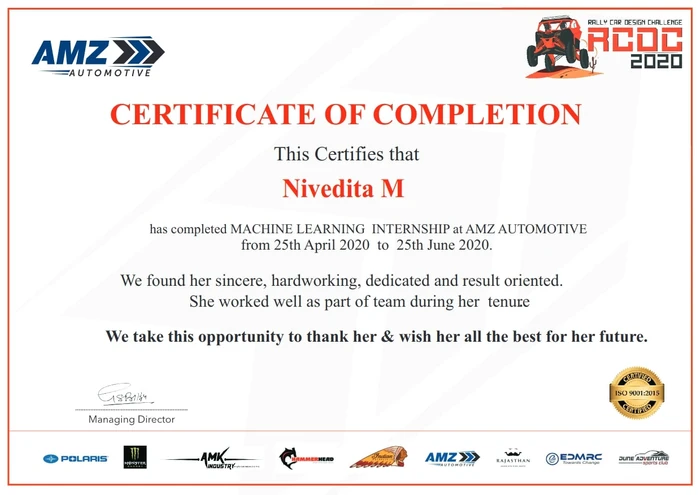 AMZ
AUTOMOTIVE
RALLY CAR DESIGN CHALLENGE
RCDC
2020
CERTIFICATE OF COMPLETION
This Certifies that
Nivedita M
has completed MACHINE LEARNING INTERNSHIP at AMZ AUTOMOTIVE
from 25th April 2020 to 25th June 2020.
We found her sincere, hardworking, dedicated and result oriented.
She worked well as part of team during her tenure
We take this opportunity to thank her & wish her all the best for her future.
Managing Director
CERTIFIED
ISO 9001:2015
CERTIFIED
POLARIS
MONSTER
AMK
INDUSTRY
HAMMERHEAD
AMZ
AUTOMOTIVE
RAJASTHAN
EDMRC
Towards Change
JUNE ADVENTURE
sports club